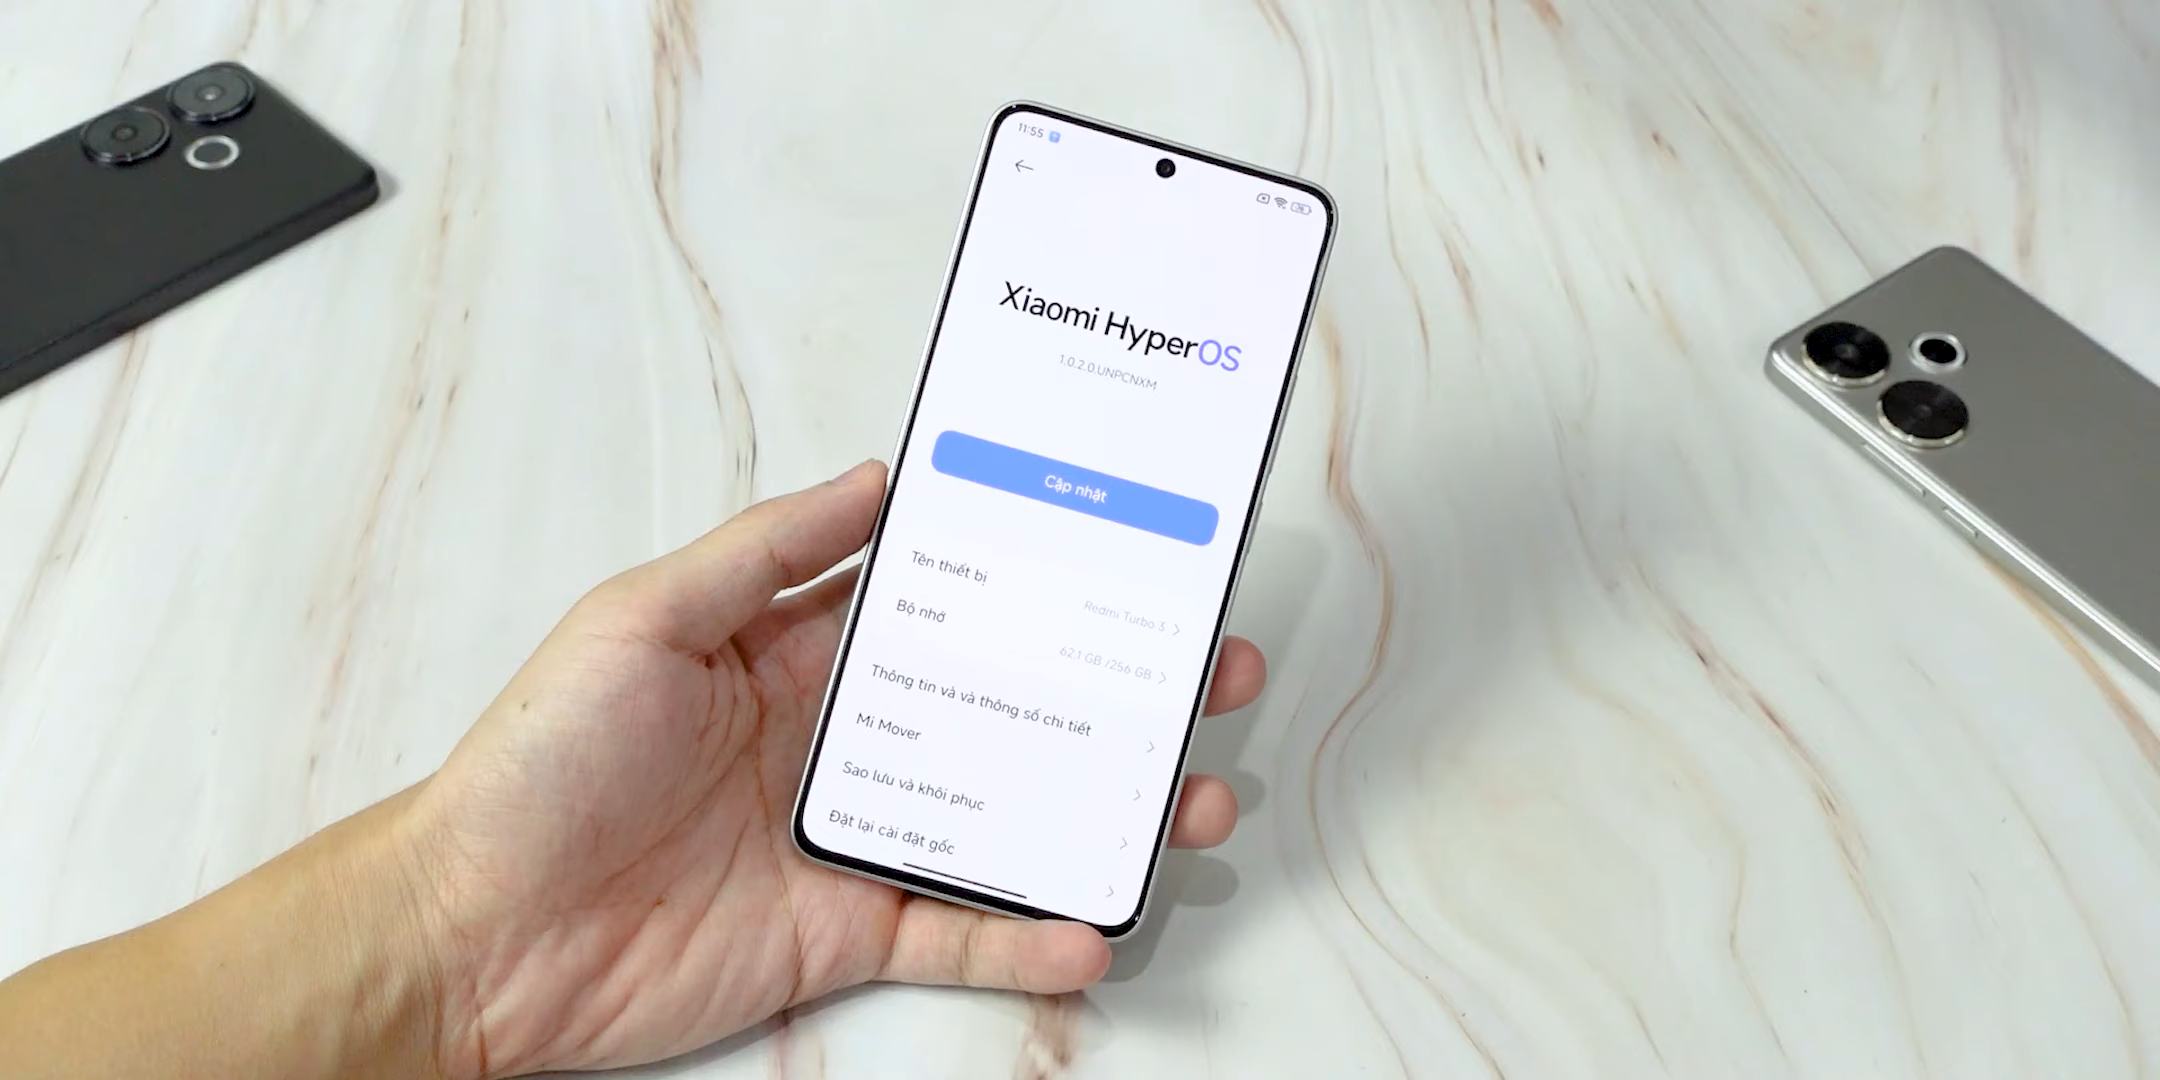 11:55
Xiaomi HyperOS
1.0.2.0.UNPCNXM
Cập nhật
Tên thiết bị
Redmi Turbo 3
Bộ nhớ
62.1 GB /256 GB
Thông tin và và thông số chi tiết
Mi Mover
Sao lưu và khôi phục
Đặt lại cài đặt gốc